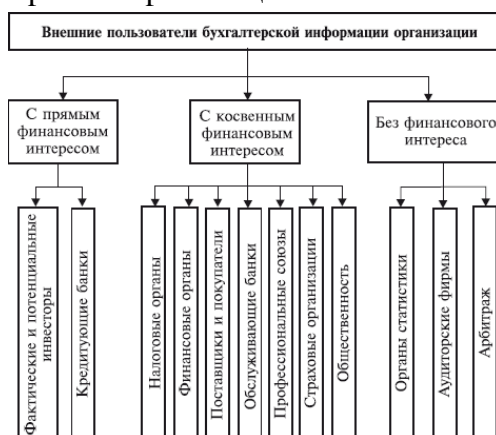 Внешние пользователи бухгалтерской информации организации
С прямым
финансовым
интересом
С косвенным
финансовым
интересом
Без финансового
интереса
Фактические и потенциальные
инвесторы
Кредитующие банки
Налоговые органы
Финансовые органы
Поставщики и покупатели
Обслуживающие банки
Профессиональные союзы
Страховые организации
Общественность
Органы статистики
Аудиторские фирмы
Арбитраж